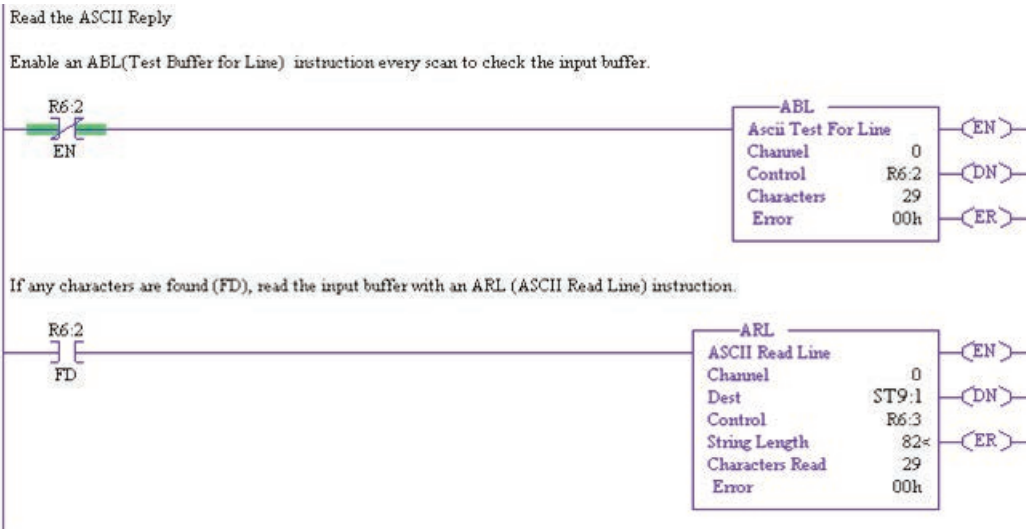 Read the ASCII Reply
Enable an ABL(Test Buffer for Line) instruction every scan to check the input buffer.
R6:2
EN
ABL
Ascii Test For Line
Channel 0
Control R6:2
Characters 29
Error 00h
EN
DN
ER
If any characters are found (FD), read the input buffer with an ARL (ASCII Read Line) instruction.
R6:2
FD
ARL
ASCII Read Line
Channel 0
Dest ST9:1
Control R6:3
String Length 82<
Characters Read 29
Error 00h
EN
DN
ER